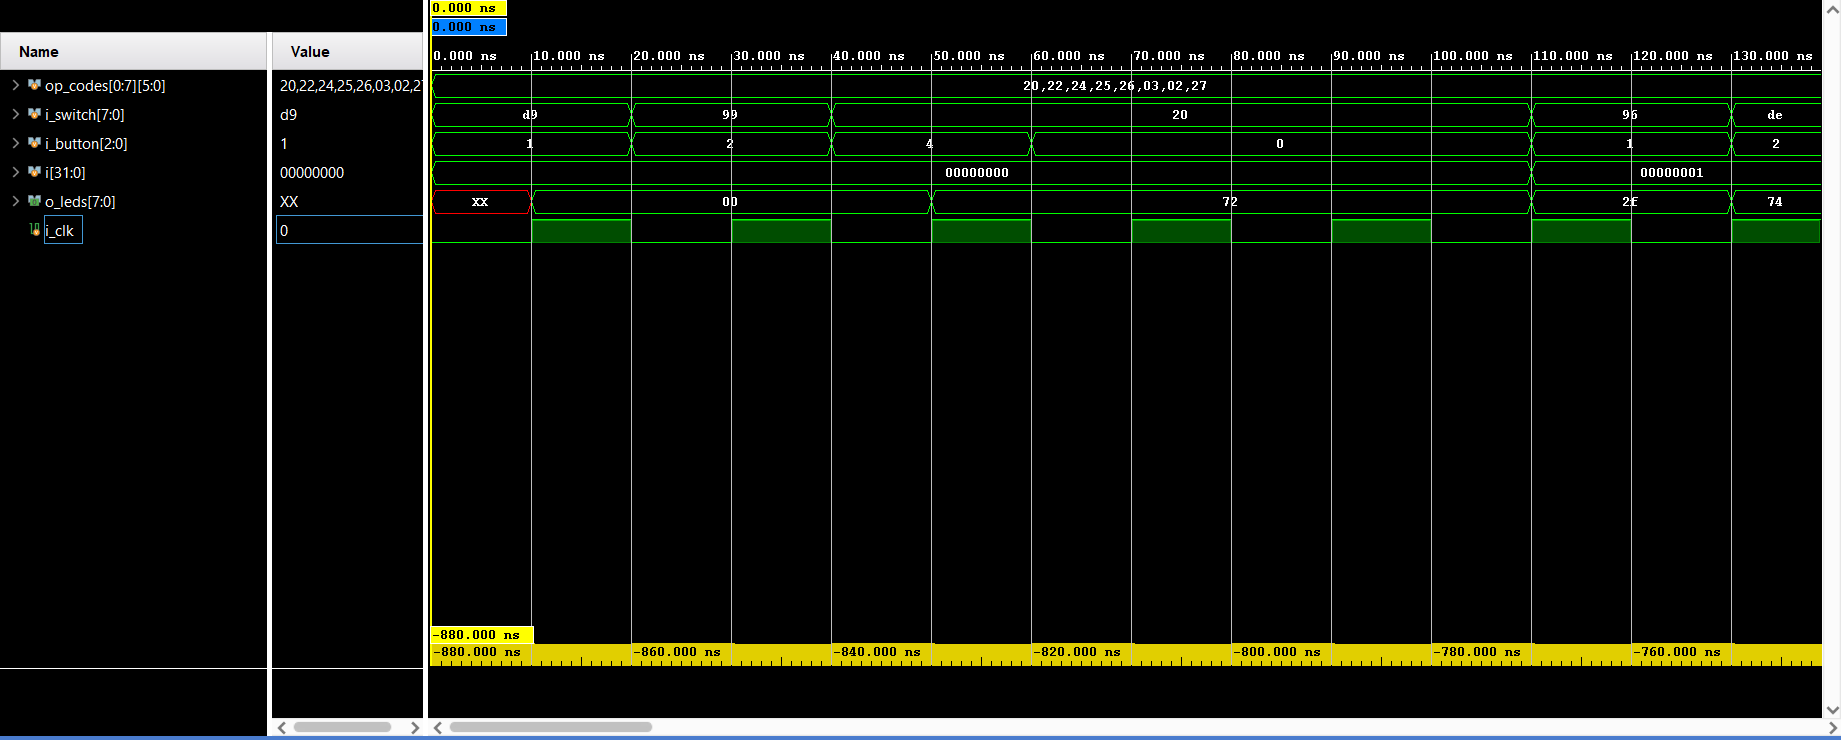 0.000 ns
0.000 ns
Name Value 0.000 ns 10.000 ns 20.000 ns 30.000 ns 40.000 ns 50.000 ns 60.000 ns 70.000 ns 80.000 ns 90.000 ns 100.000 ns 110.000 ns 120.000 ns 130.000 ns
op_codes[0:7][5:0] 20,22,24,25,26,03,02,27 20,22,24,25,26,03,02,27
i_switch[7:0] d9 d9 99 20 96 de
i_button[2:0] 1 1 2 4 0 1 2
i[31:0] 00000000 00000000 00000001
o_leds[7:0] XX XX 00 72 2f 74
i_clk 0
-880.000 ns
-880.000 ns -860.000 ns -840.000 ns -820.000 ns -800.000 ns -780.000 ns -760.000 ns